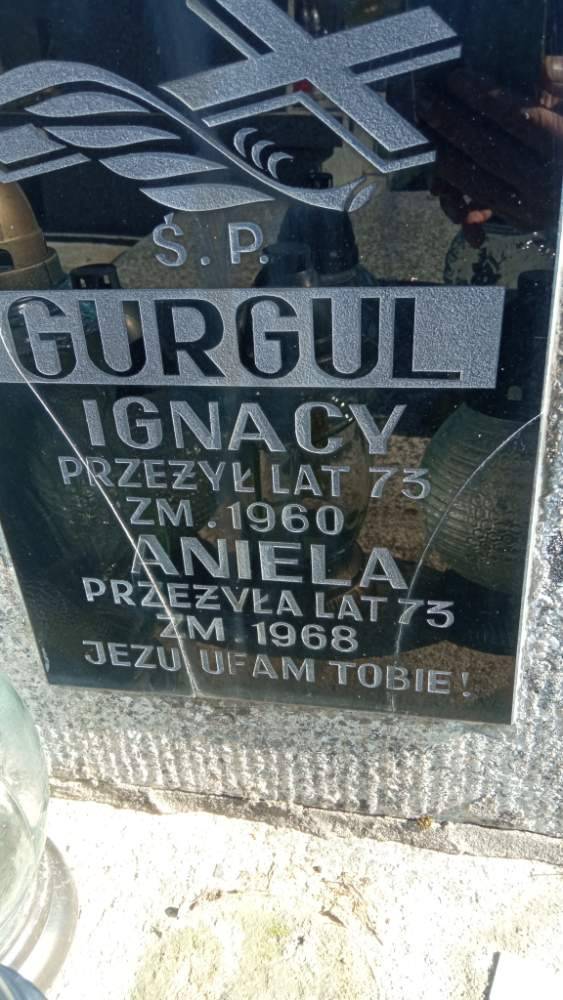 Ś.P.
GURGUL
IGNACY
PRZEŻYŁ LAT 73
ZM. 1960
ANIELA
PRZEŻYŁA LAT 73
ZM. 1968
JEZU UFAM TOBIE!